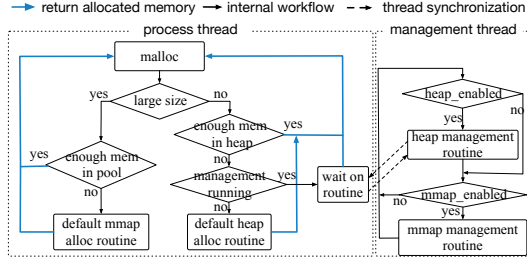 return allocated memory internal workflow thread synchronization
process thread management thread
malloc
large size
yes no
heap_enabled
yes no
enough mem
in heap
heap management
routine
yes
enough mem
in pool
yes
no
no
management
running
yes
wait on
routine
mmap_enabled
no
yes
no
default mmap
alloc routine
no
default heap
alloc routine
mmap management
routine